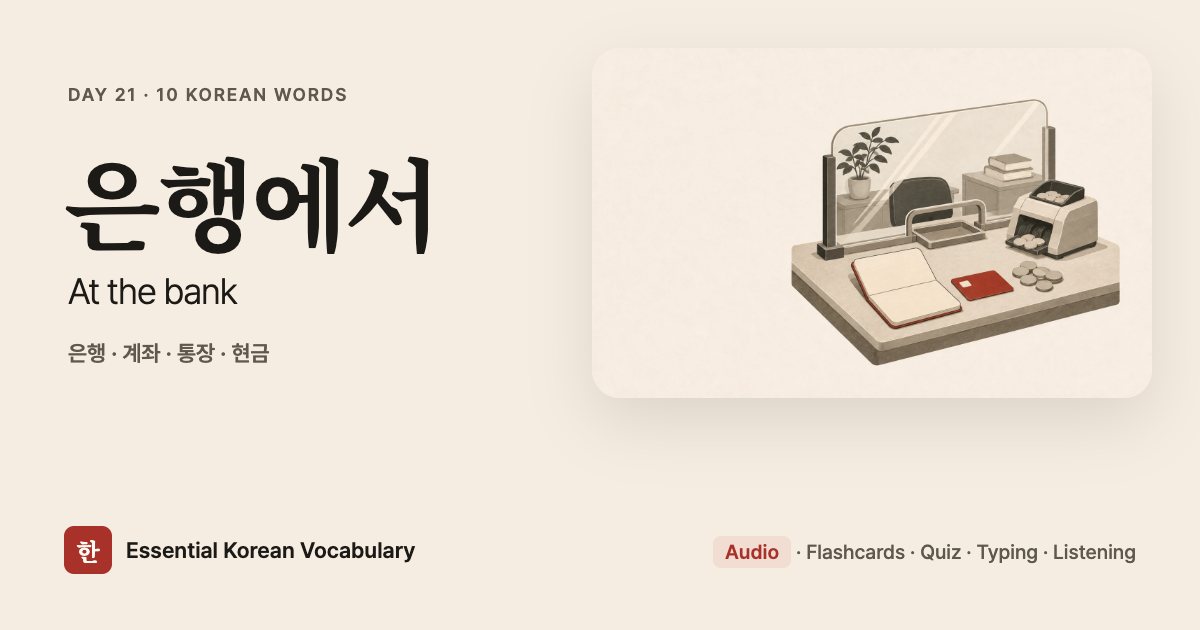 DAY 21 · 10 KOREAN WORDS
은행에서
At the bank
은행 · 계좌 · 통장 · 현금
한 Essential Korean Vocabulary
Audio · Flashcards · Quiz · Typing · Listening